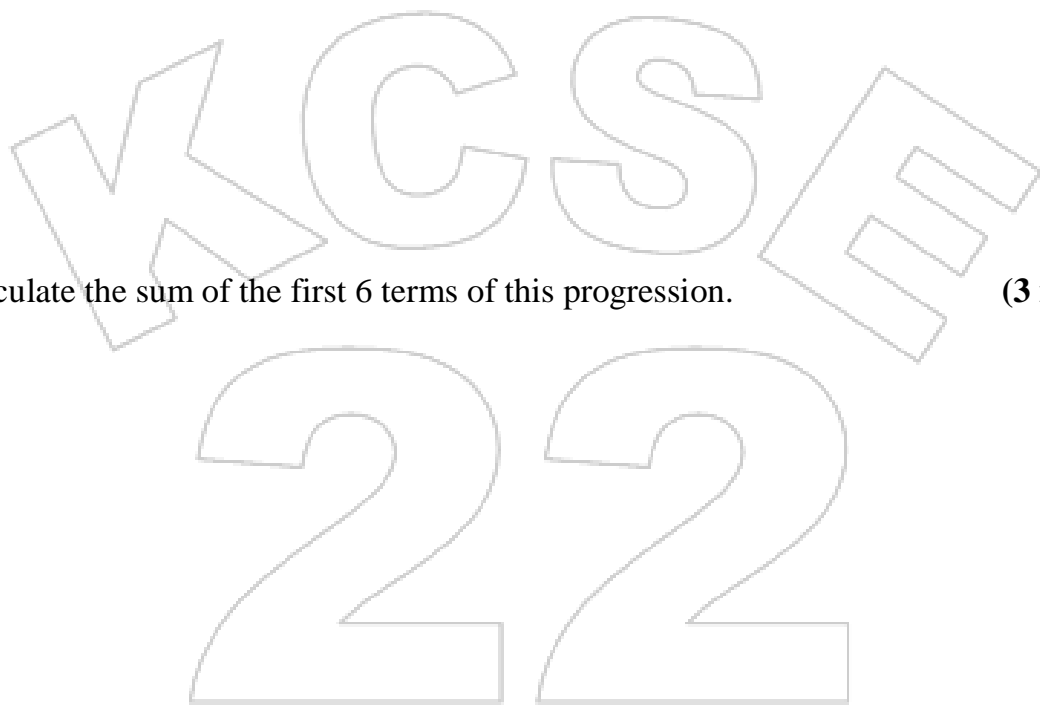 KCSE
culate the sum of the first 6 terms of this progression. (3
22